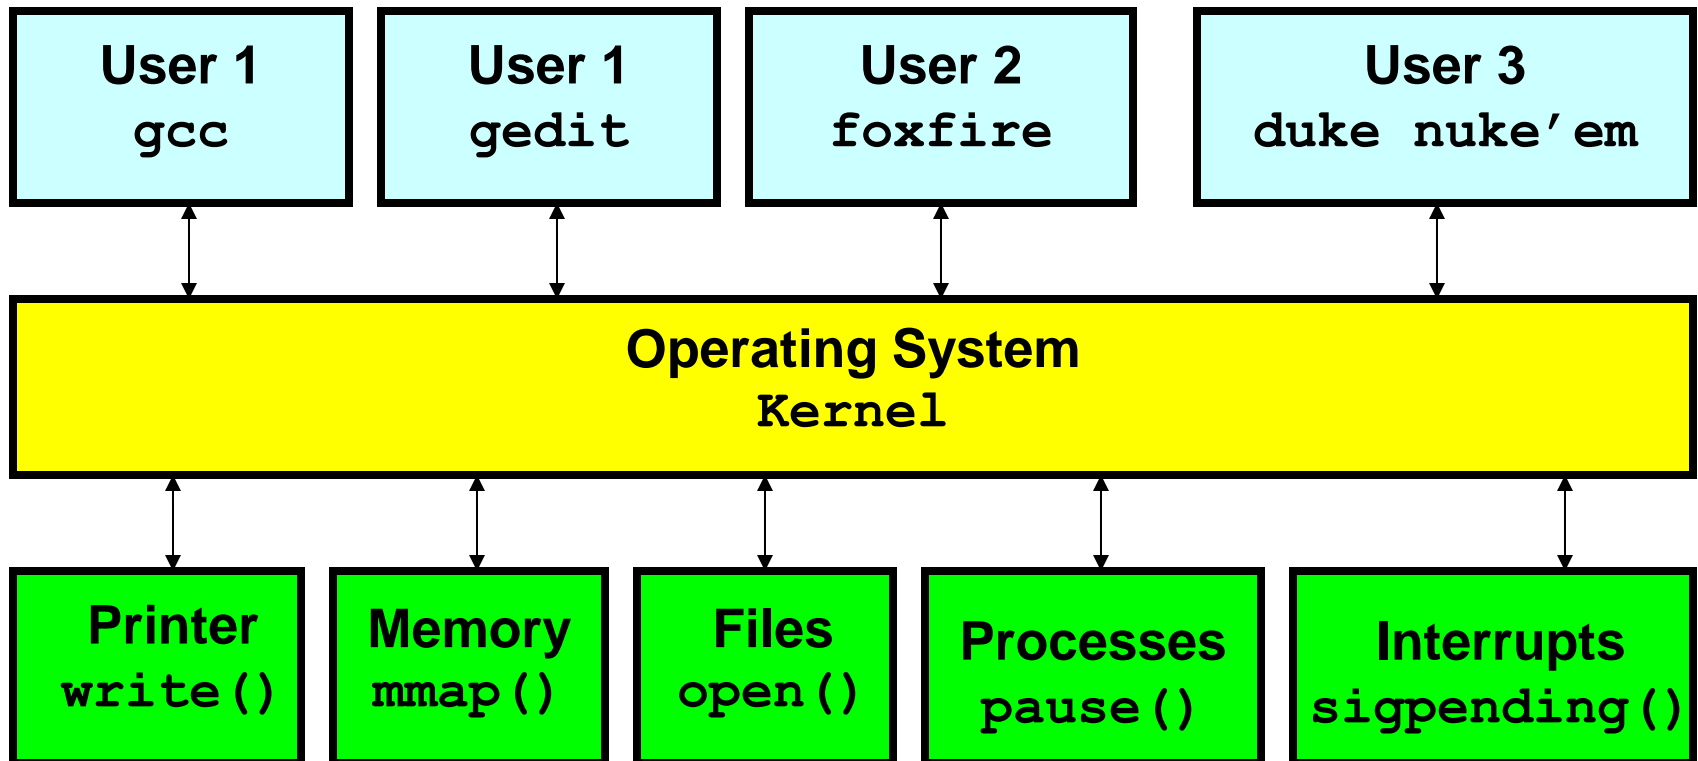 User 1
gcc
User 1
gedit
User 2
foxfire
User 3
duke nuke’em
Operating System
Kernel
Printer
write()
Memory
mmap()
Files
open()
Processes
pause()
Interrupts
sigpending()